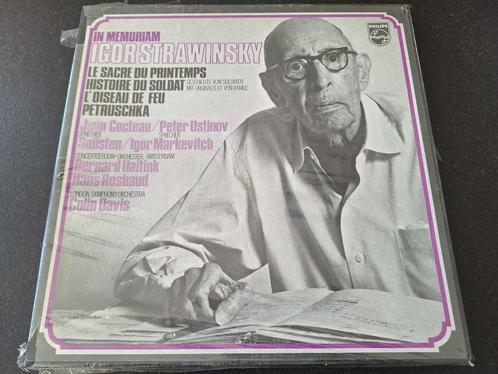 IN MEMORIAM
IGOR STRAWINSKY
PHILIPS
LE SACRE DU PRINTEMPS
HISTOIRE DU SOLDAT GESCHICHTE VOM SOLDATEN
MIT ORIGINALTEXT VON RAMUZ
L'OISEAU DE FEU
PETRUSCHKA
Jean Cocteau/Peter Ustinov
SPRECHER SPRECHER
Solisten/Igor Markevitch
CONCERTGEBOUW-ORCHESTER, AMSTERDAM
Bernard Haitink
Hans Rosbaud
LONDON SYMPHONY ORCHESTRA
Colin Davis